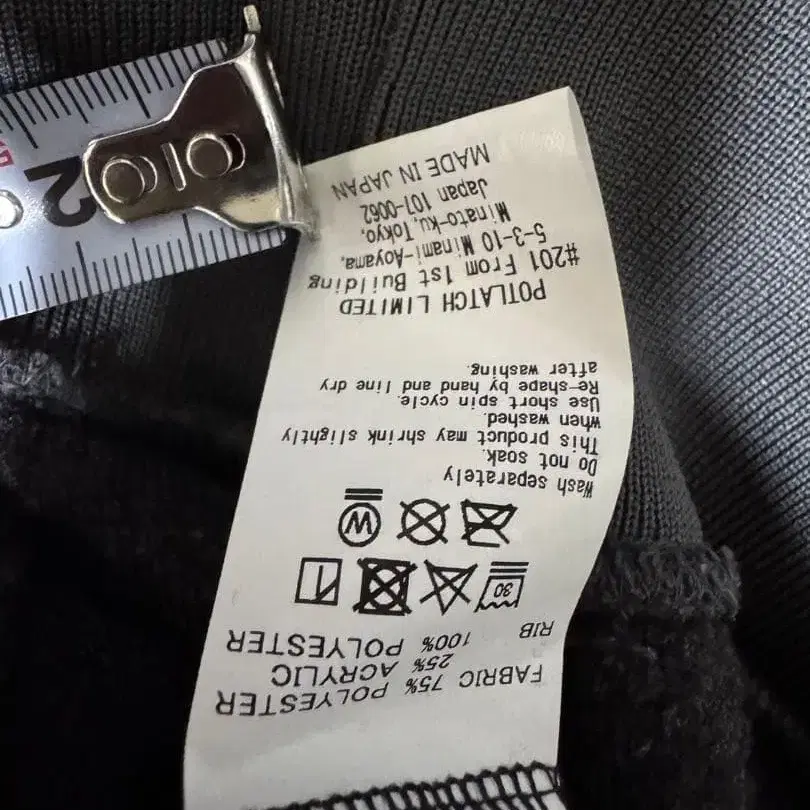 FABRIC 75% POLYESTER
25% ACRYLIC
RIB 100% POLYESTER
30
W
Wash separately
Do not soak.
This product may shrink slightly
when washed.
Use short spin cycle.
Re-shape by hand and line dry
after washing.
POTLATCH LIMITED
#201 From 1st Building
5-3-10 Minami-Aoyama,
Minato-ku, Tokyo,
Japan 107-0062
MADE IN JAPAN
2